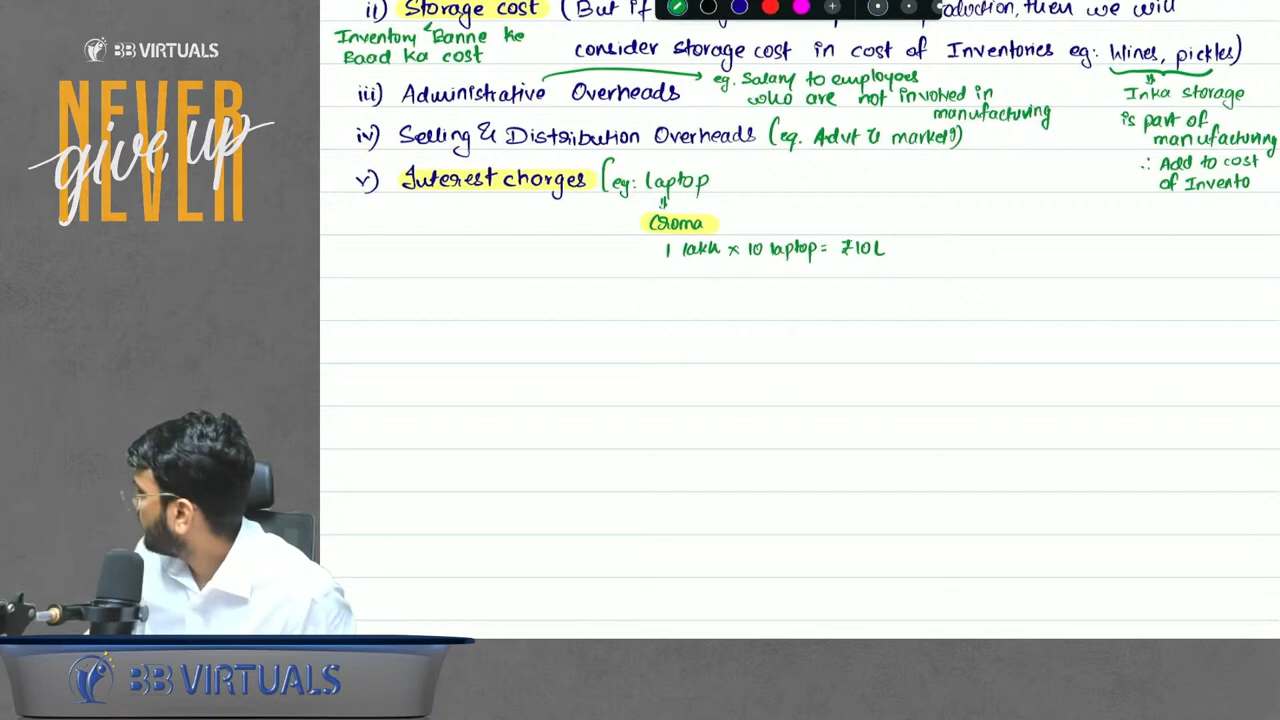 ii) Storage cost (But if oduction, then we will
Inventory Banne ke
Baad ka cost
consider storage cost in cost of Inventories eg: Wines, pickles)
iii) Administrative Overheads
eg. Salary to employees
who are not involved in
manufacturing
Inka storage
is part of
manufacturing
∴ Add to cost
of Invento
iv) Selling & Distribution Overheads (eg. Advt & market)
v) Interest charges (eg: laptop
Croma
1 lakh × 10 laptop = ₹10L
BB VIRTUALS
NEVER
give up
NEVER
BB VIRTUALS